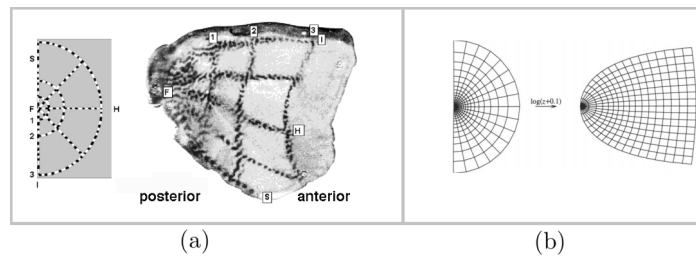 S
F
1
2
3
I
H
1
2
3
I
F
H
S
posterior
anterior
log(z+0.1)
(a)
(b)